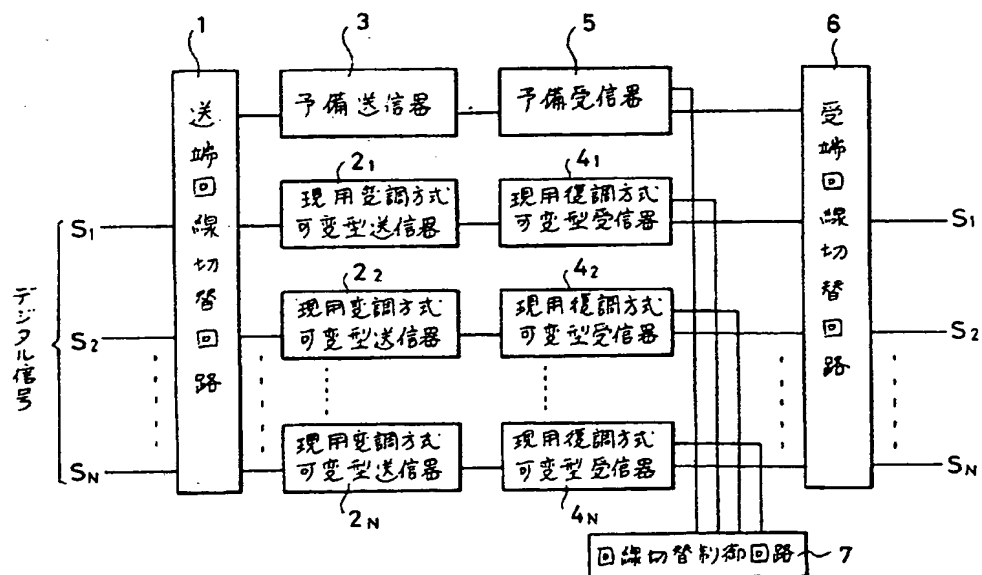 1
3
5
6
送端回線切替回路
予備送信器
予備受信器
受端回線切替回路
2₁
4₁
現用変調方式
可変型送信器
現用復調方式
可変型受信器
S₁
S₁
2₂
4₂
現用変調方式
可変型送信器
現用復調方式
可変型受信器
デジタル信号
S₂
S₂
現用変調方式
可変型送信器
現用復調方式
可変型受信器
S_N
S_N
2_N
4_N
回線切替制御回路
7